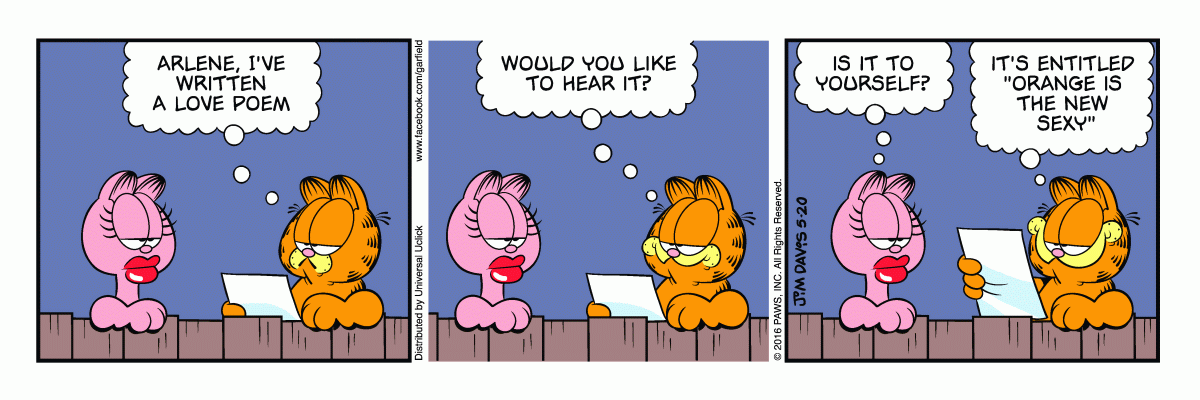 ARLENE, I'VE
WRITTEN
A LOVE POEM
www.facebook.com/garfield
Distributed by Universal Uclick
WOULD YOU LIKE
TO HEAR IT?
© 2016 PAWS, INC. All Rights Reserved.
JIM DAVIS 5·20
IS IT TO
YOURSELF?
IT'S ENTITLED
"ORANGE IS
THE NEW
SEXY"